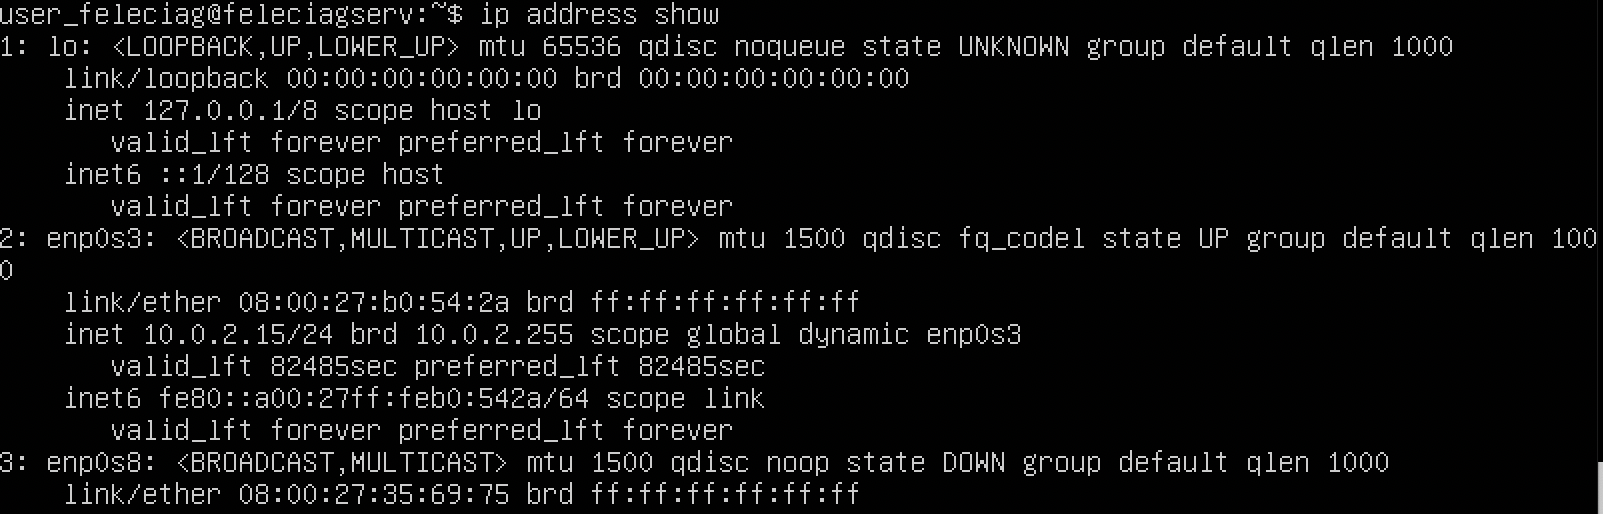 user_feleciag@feleciagserv:~$ ip address show
1: lo: <LOOPBACK,UP,LOWER_UP> mtu 65536 qdisc noqueue state UNKNOWN group default qlen 1000
    link/loopback 00:00:00:00:00:00 brd 00:00:00:00:00:00
    inet 127.0.0.1/8 scope host lo
       valid_lft forever preferred_lft forever
    inet6 ::1/128 scope host
       valid_lft forever preferred_lft forever
2: enp0s3: <BROADCAST,MULTICAST,UP,LOWER_UP> mtu 1500 qdisc fq_codel state UP group default qlen 100
0
    link/ether 08:00:27:b0:54:2a brd ff:ff:ff:ff:ff:ff
    inet 10.0.2.15/24 brd 10.0.2.255 scope global dynamic enp0s3
       valid_lft 82485sec preferred_lft 82485sec
    inet6 fe80::a00:27ff:feb0:542a/64 scope link
       valid_lft forever preferred_lft forever
3: enp0s8: <BROADCAST,MULTICAST> mtu 1500 qdisc noop state DOWN group default qlen 1000
    link/ether 08:00:27:35:69:75 brd ff:ff:ff:ff:ff:ff